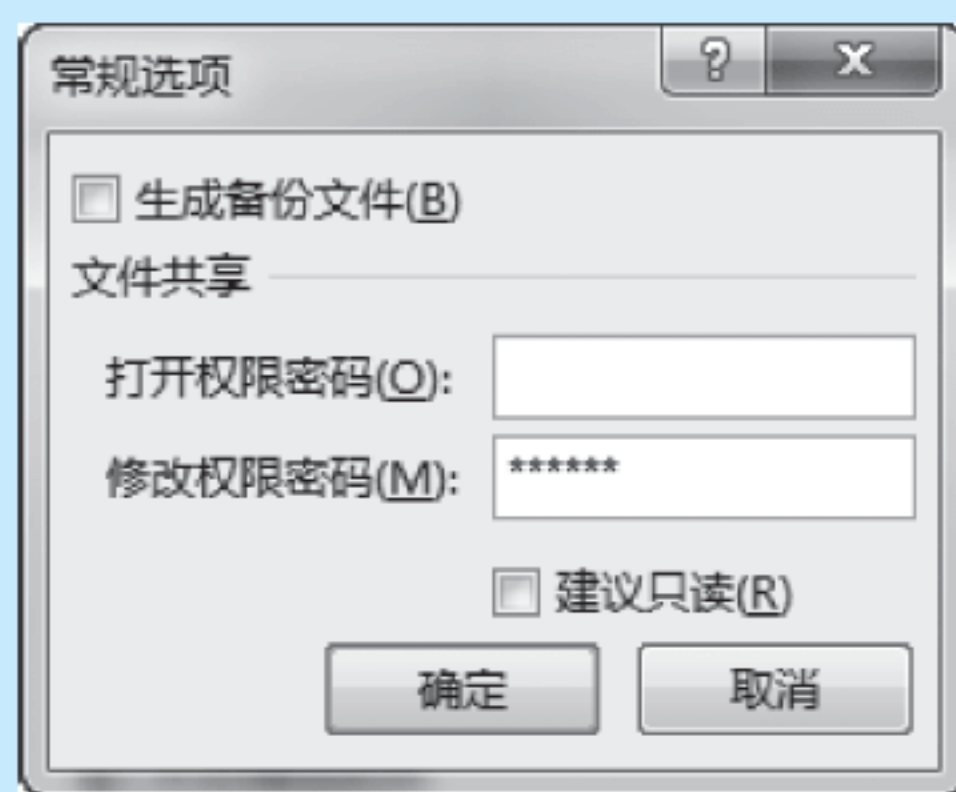 常规选项
生成备份文件(B)
文件共享
打开权限密码(O):
修改权限密码(M): ******
建议只读(R)
确定 取消